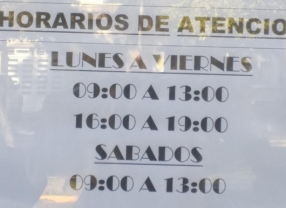 HORARIOS DE ATENCIO
LUNES A VIERNES
09:00 A 13:00
16:00 A 19:00
SABADOS
09:00 A 13:00